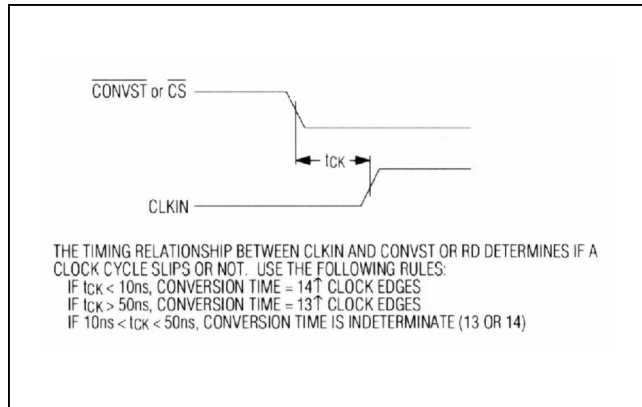 CONVST or CS
tCK
CLKIN
THE TIMING RELATIONSHIP BETWEEN CLKIN AND CONVST OR RD DETERMINES IF A
CLOCK CYCLE SLIPS OR NOT. USE THE FOLLOWING RULES:
IF tCK < 10ns, CONVERSION TIME = 14↑ CLOCK EDGES
IF tCK > 50ns, CONVERSION TIME = 13↑ CLOCK EDGES
IF 10ns < tCK < 50ns, CONVERSION TIME IS INDETERMINATE (13 OR 14)